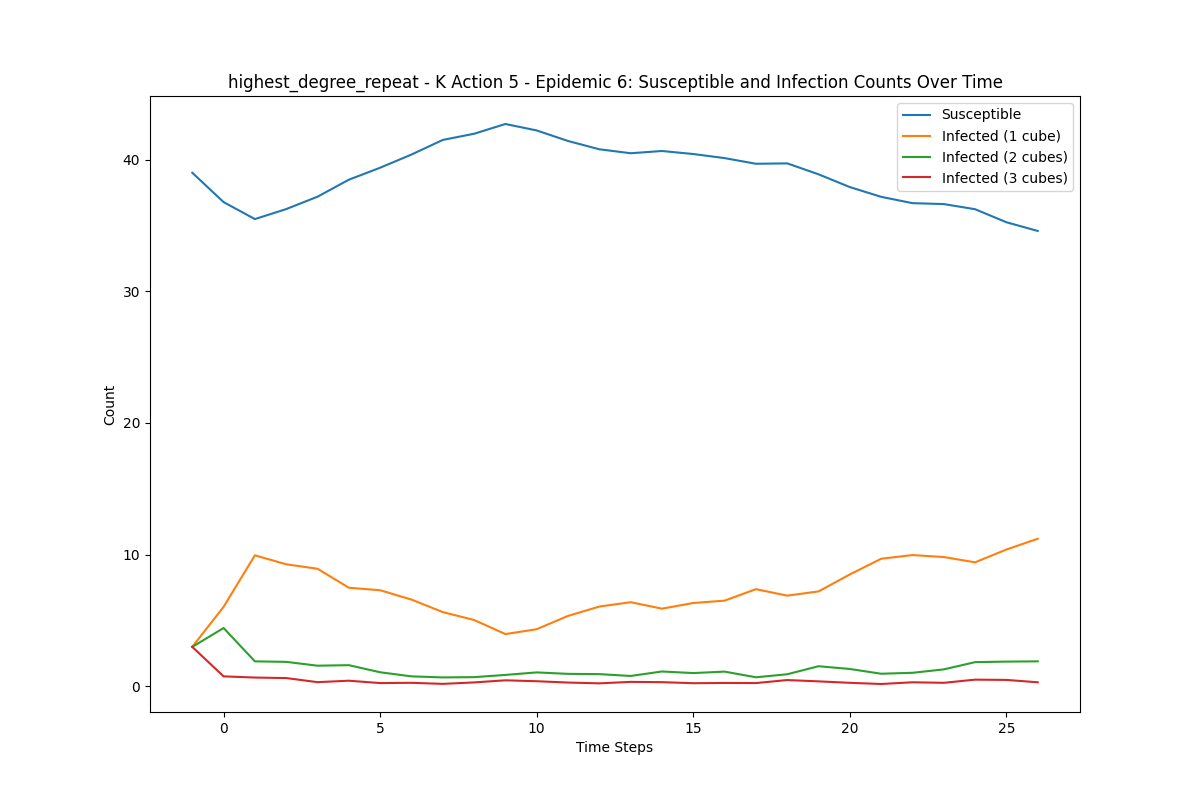 highest_degree_repeat - K Action 5 - Epidemic 6: Susceptible and Infection Counts Over Time
Susceptible
Infected (1 cube)
Infected (2 cubes)
Infected (3 cubes)
40
30
20
10
0
Count
0 5 10 15 20 25
Time Steps